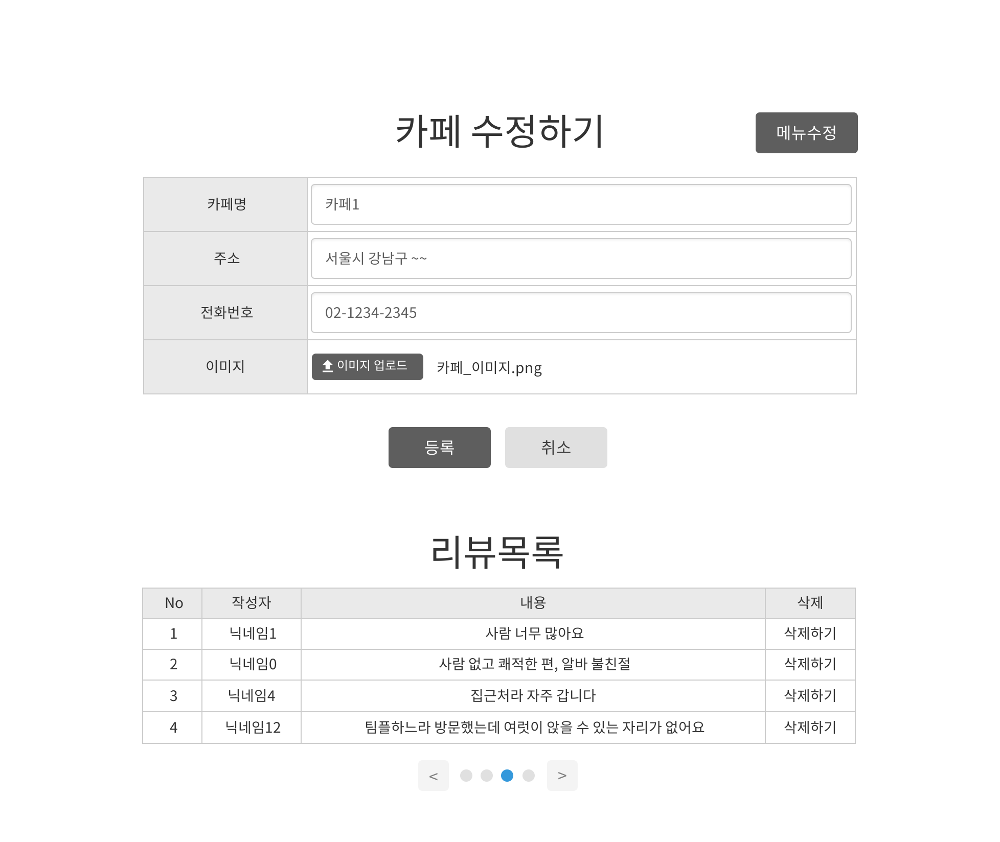 카페 수정하기
메뉴수정
카페명 카페1
주소 서울시 강남구 ~~
전화번호 02-1234-2345
이미지 이미지 업로드 카페_이미지.png
등록 취소
리뷰목록
No 작성자 내용 삭제
1 닉네임1 사람 너무 많아요 삭제하기
2 닉네임0 사람 없고 쾌적한 편, 알바 불친절 삭제하기
3 닉네임4 집근처라 자주 갑니다 삭제하기
4 닉네임12 팀플하느라 방문했는데 여럿이 앉을 수 있는 자리가 없어요 삭제하기
< >